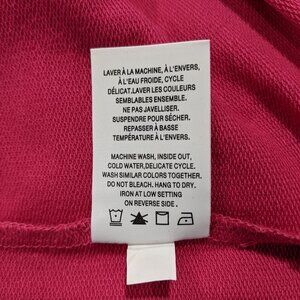 LAVER À LA MACHINE, À L'ENVERS,
À L'EAU FROIDE, CYCLE
DÉLICAT.LAVER LES COULEURS
SEMBLABLES ENSEMBLE.
NE PAS JAVELLISER.
SUSPENDRE POUR SÉCHER.
REPASSER À BASSE
TEMPÉRATURE À L'ENVERS.
MACHINE WASH, INSIDE OUT,
COLD WATER,DELICATE CYCLE.
WASH SIMILAR COLORS TOGETHER.
DO NOT BLEACH. HANG TO DRY.
IRON AT LOW SETTING
ON REVERSE SIDE .